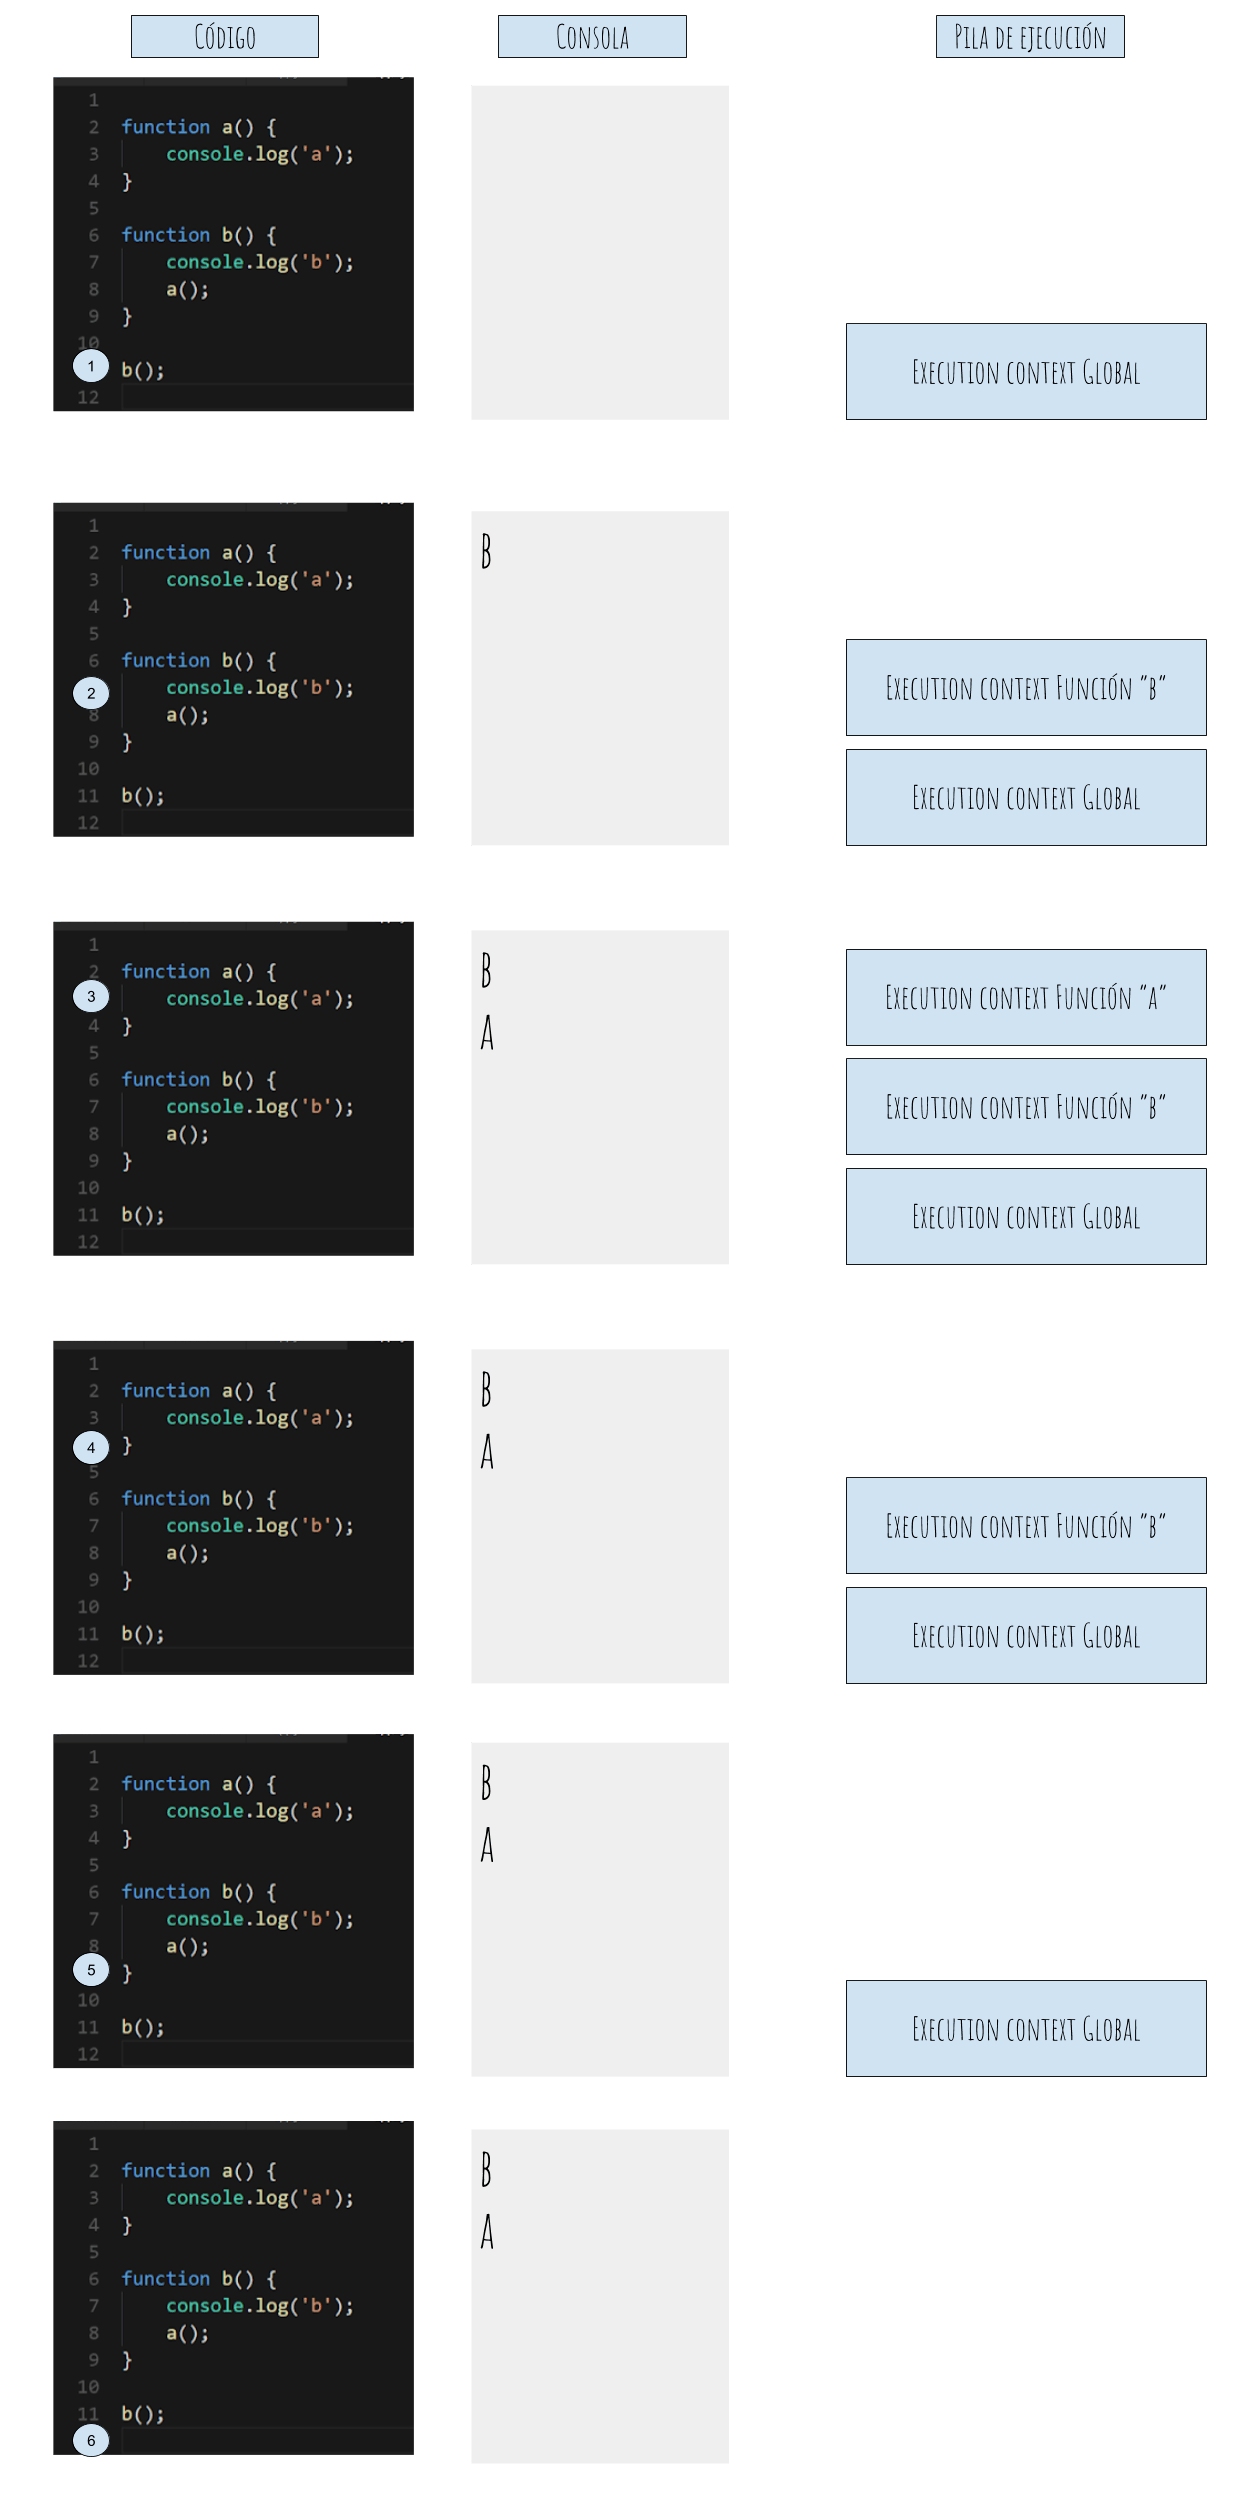 Código
Consola
Pila de ejecución
1
2 function a() {
3 console.log('a');
4 }
5
6 function b() {
7 console.log('b');
8 a();
9 }
10
1 b();
12
Execution context Global
1
2 function a() {
3 console.log('a');
4 }
5
6 function b() {
2 console.log('b');
8 a();
9 }
10
11 b();
12
B
Execution context Función "B"
Execution context Global
1
2 function a() {
3 console.log('a');
4 }
5
6 function b() {
7 console.log('b');
8 a();
9 }
10
11 b();
12
B
A
Execution context Función "A"
Execution context Función "B"
Execution context Global
1
2 function a() {
3 console.log('a');
4 }
5
6 function b() {
7 console.log('b');
8 a();
9 }
10
11 b();
12
B
A
Execution context Función "B"
Execution context Global
1
2 function a() {
3 console.log('a');
4 }
5
6 function b() {
7 console.log('b');
8 a();
5 }
10
11 b();
12
B
A
Execution context Global
1
2 function a() {
3 console.log('a');
4 }
5
6 function b() {
7 console.log('b');
8 a();
9 }
10
11 b();
6
B
A